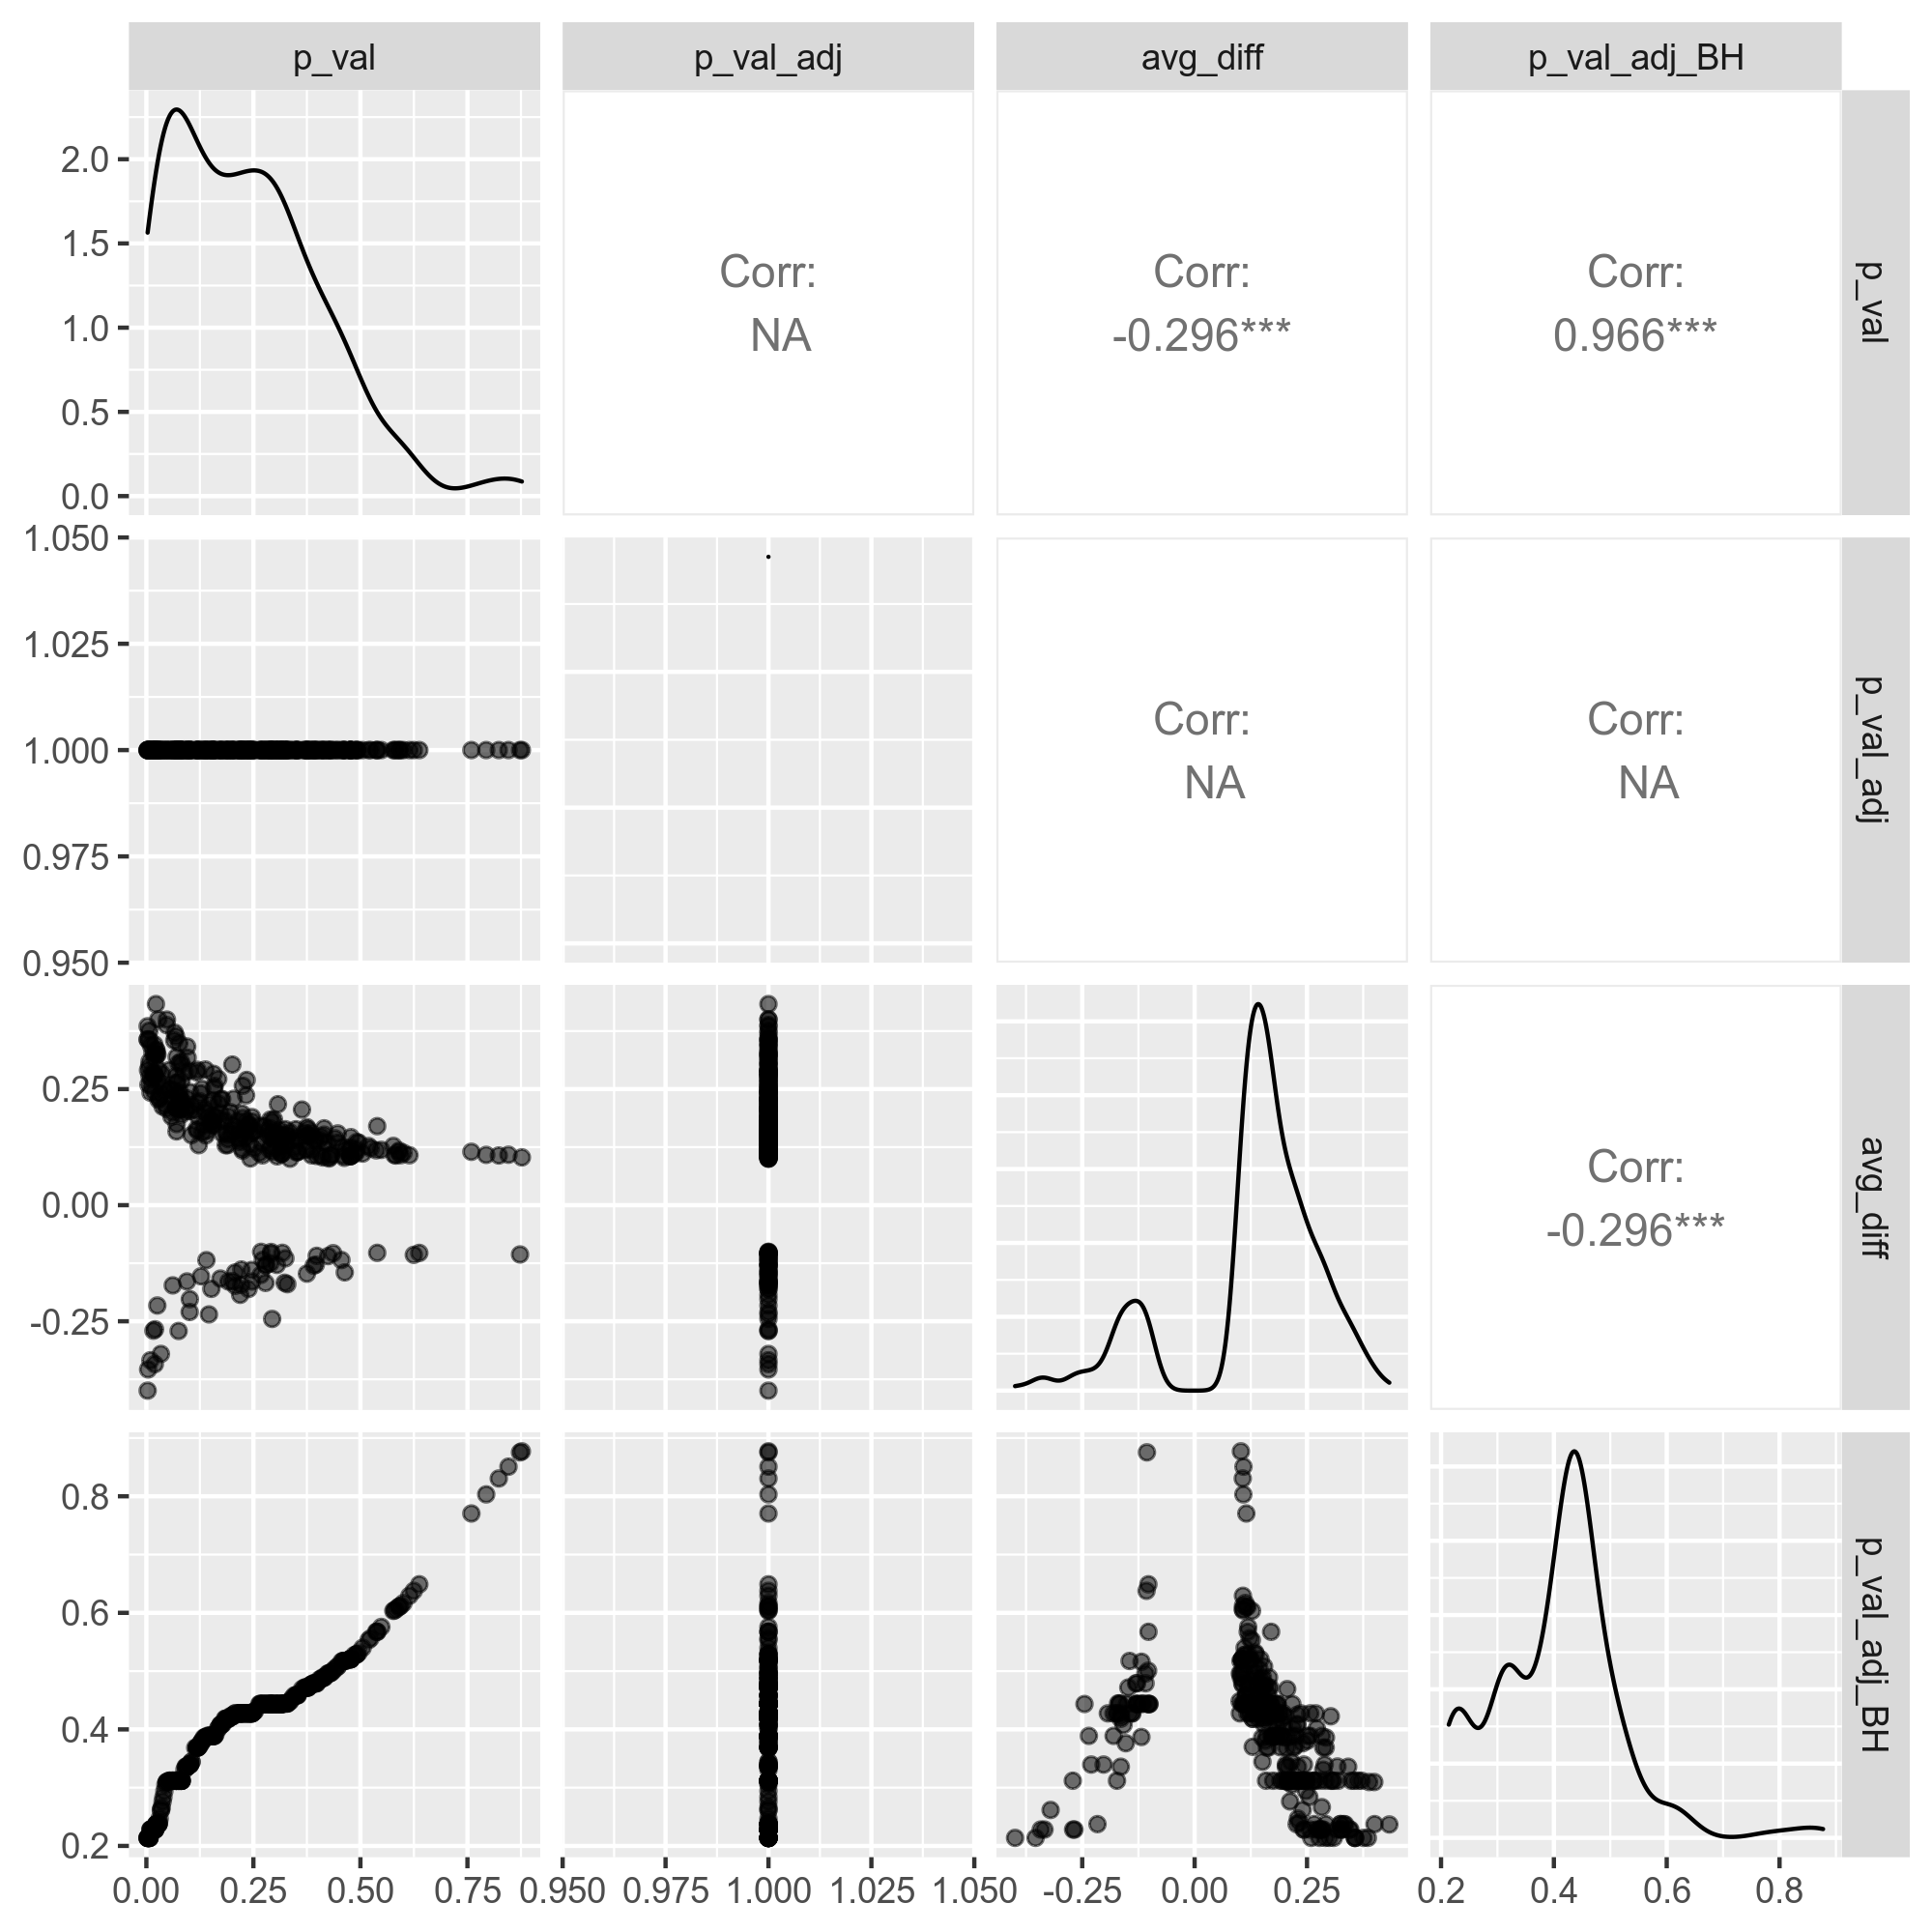 p_val
p_val_adj
avg_diff
p_val_adj_BH
2.0
1.5
1.0
0.5
0.0
Corr:
NA
Corr:
-0.296***
Corr:
0.966***
p_val
1.050
1.025
1.000
0.975
0.950
Corr:
NA
Corr:
NA
p_val_adj
0.25
0.00
-0.25
Corr:
-0.296***
avg_diff
0.8
0.6
0.4
0.2
p_val_adj_BH
0.00 0.25 0.50 0.75
0.950 0.975 1.000 1.025 1.050
-0.25 0.00 0.25
0.2 0.4 0.6 0.8